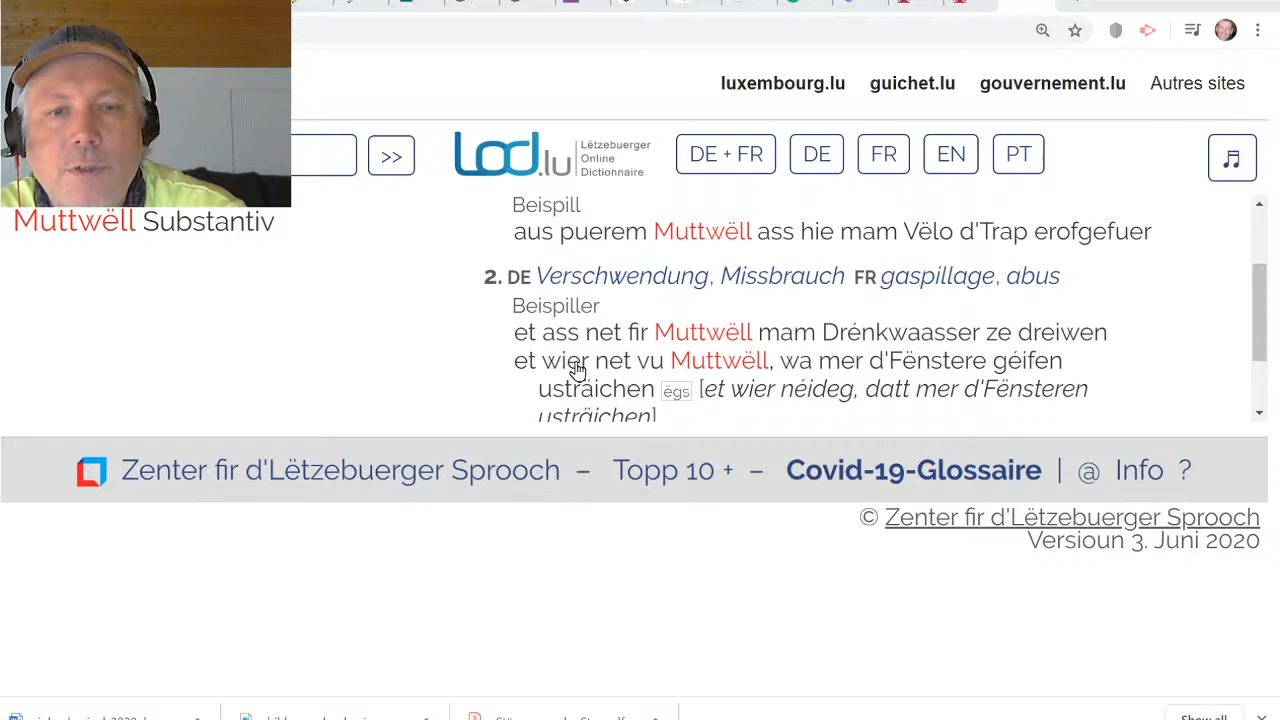 luxembourg.lu guichet.lu gouvernement.lu Autres sites
>> LOD.lu Lëtzebuerger Online Dictionnaire DE + FR DE FR EN PT
Muttwëll Substantiv
Beispill
aus puerem Muttwëll ass hie mam Vëlo d'Trap erofgefuer
2. DE Verschwendung, Missbrauch FR gaspillage, abus
Beispiller
et ass net fir Muttwëll mam Drénkwaasser ze dreiwen
et wier net vu Muttwëll, wa mer d'Fënstere géifen
usträichen ëgs [et wier néideg, datt mer d'Fënsteren
usträichen]
Zenter fir d'Lëtzebuerger Sprooch – Topp 10 + – Covid-19-Glossaire | @ Info ?
© Zenter fir d'Lëtzebuerger Sprooch
Versioun 3. Juni 2020
Show all